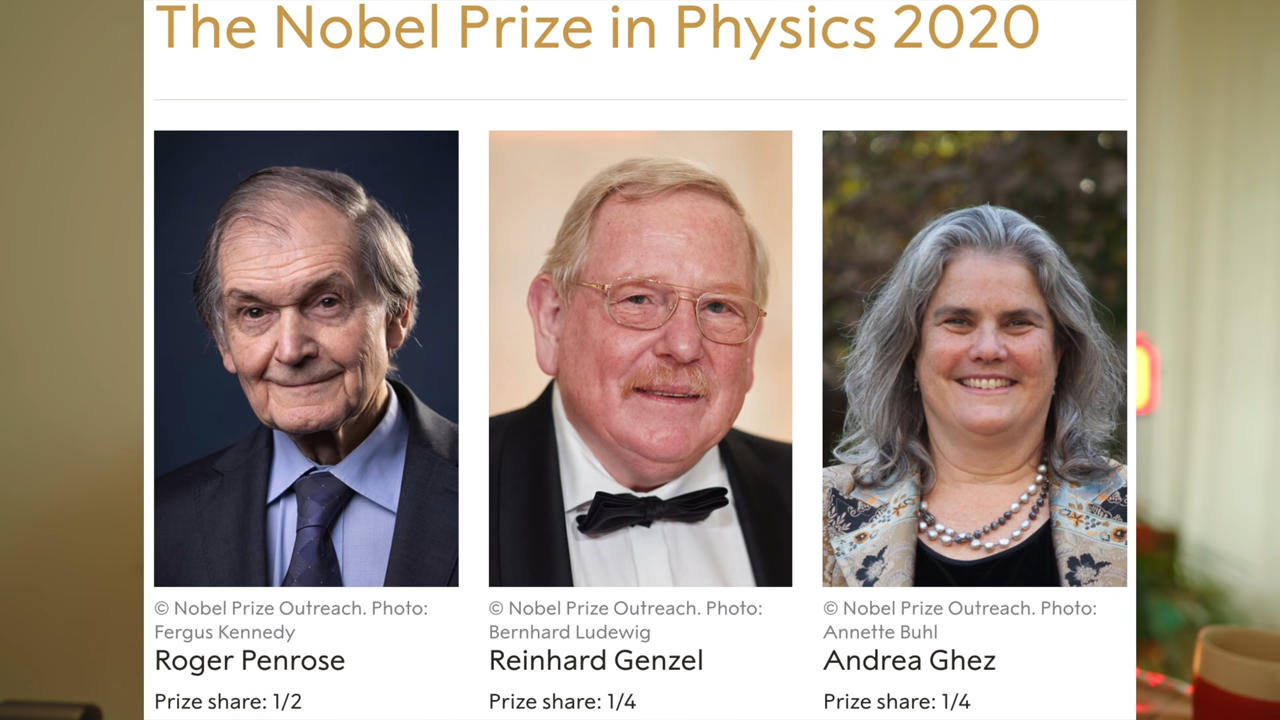 The Nobel Prize in Physics 2020
© Nobel Prize Outreach. Photo:
Fergus Kennedy
Roger Penrose
Prize share: 1/2
© Nobel Prize Outreach. Photo:
Bernhard Ludewig
Reinhard Genzel
Prize share: 1/4
© Nobel Prize Outreach. Photo:
Annette Buhl
Andrea Ghez
Prize share: 1/4